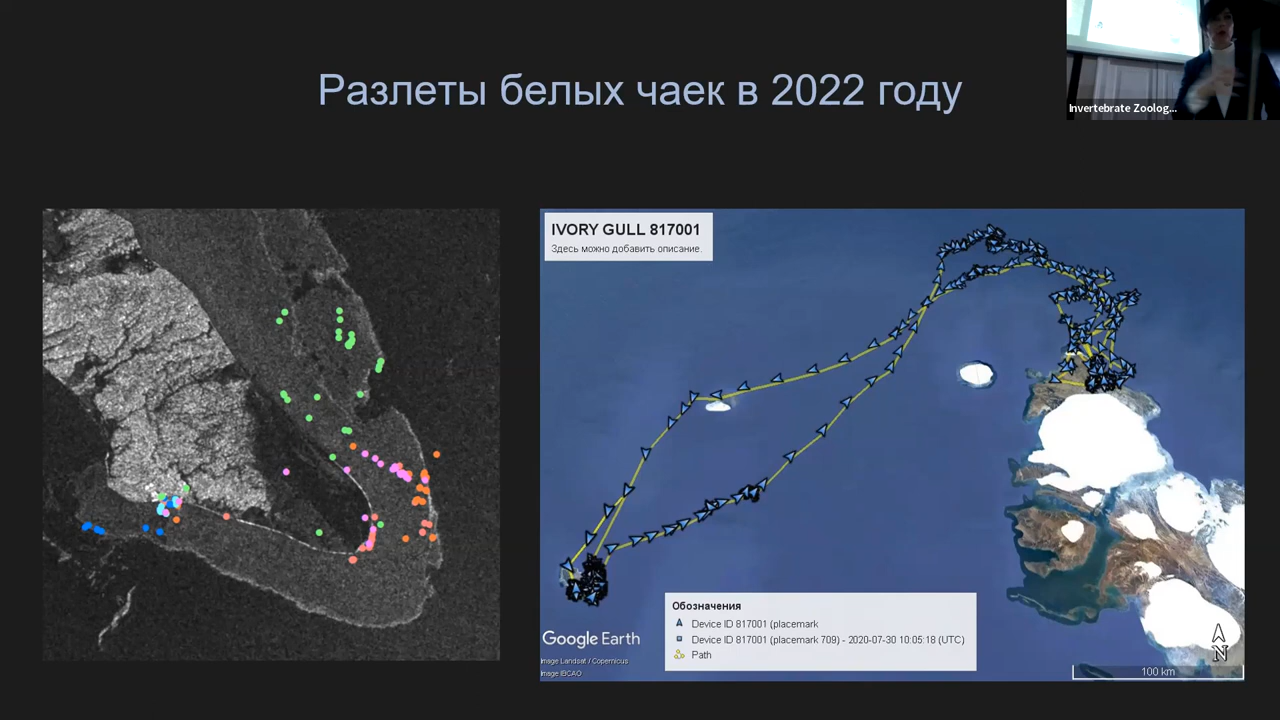 Разлеты белых чаек в 2022 году
Invertebrate Zoolog...
IVORY GULL 817001
Здесь можно добавить описание.
Обозначения
Device ID 817001 (placemark
Device ID 817001 (placemark 709) - 2020-07-30 10:05:18 (UTC)
Path
Google Earth
Image Landsat / Copernicus
Image IBCAO
N
100 km